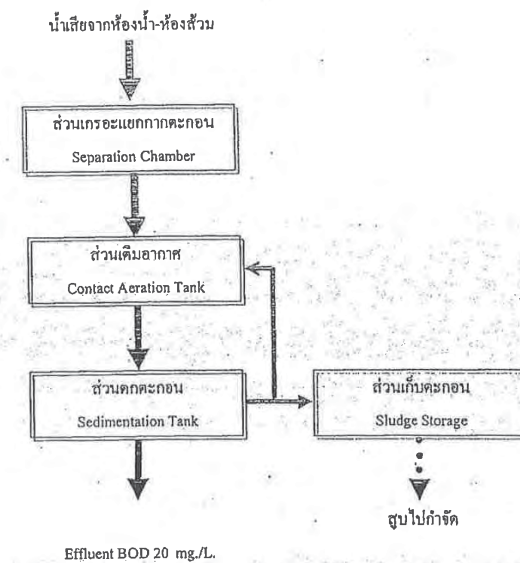 น้ำเสียจากห้องน้ำ-ห้องส้วม
ส่วนเกรอะแยกกากตะกอน
Separation Chamber
ส่วนเติมอากาศ
Contact Aeration Tank
ส่วนตกตะกอน
Sedimentation Tank
ส่วนเก็บตะกอน
Sludge Storage
สูบไปกำจัด
Effluent BOD 20 mg./L.